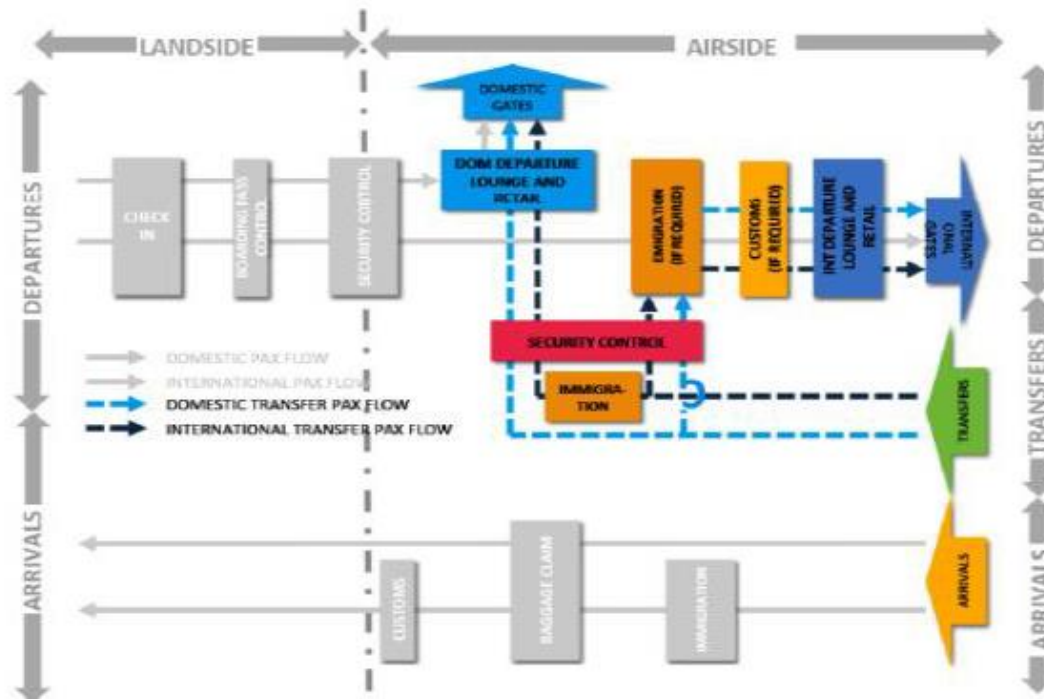 LANDSIDE
AIRSIDE
DEPARTURES
ARRIVALS
DEPARTURES
TRANSFERS
ARRIVALS
DOMESTIC
GATES
CHECK
IN
BOARDING PASS
CONTROL
SECURITY CONTROL
DOM DEPARTURE
LOUNGE AND
RETAIL
EMIGRATION
(IF REQUIRED)
CUSTOMS
(IF REQUIRED)
INT DEPARTURE
LOUNGE AND
RETAIL
INTERNATI
ONAL
GATES
SECURITY CONTROL
IMMIGRA-
TION
TRANSFERS
DOMESTIC PAX FLOW
INTERNATIONAL PAX FLOW
DOMESTIC TRANSFER PAX FLOW
INTERNATIONAL TRANSFER PAX FLOW
CUSTOMS
BAGGAGE CLAIM
IMMIGRATION
ARRIVALS